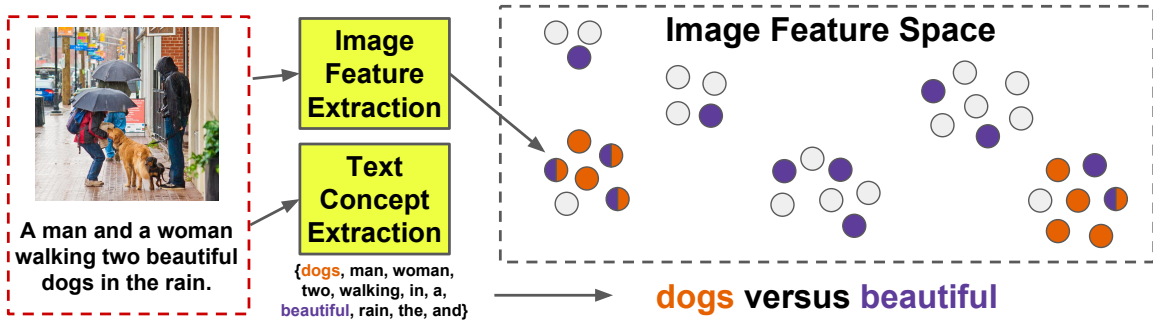 A man and a woman
walking two beautiful
dogs in the rain.
Image
Feature
Extraction
Text
Concept
Extraction
{dogs, man, woman,
two, walking, in, a,
beautiful, rain, the, and}
Image Feature Space
dogs versus beautiful